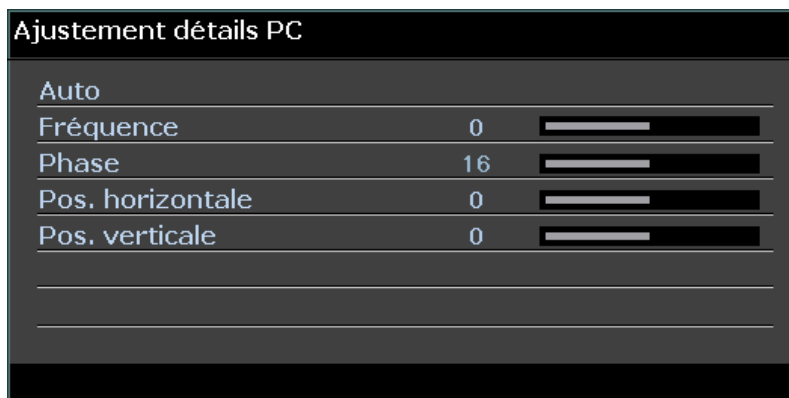 Ajustement détails PC
Auto
Fréquence 0
Phase 16
Pos. horizontale 0
Pos. verticale 0